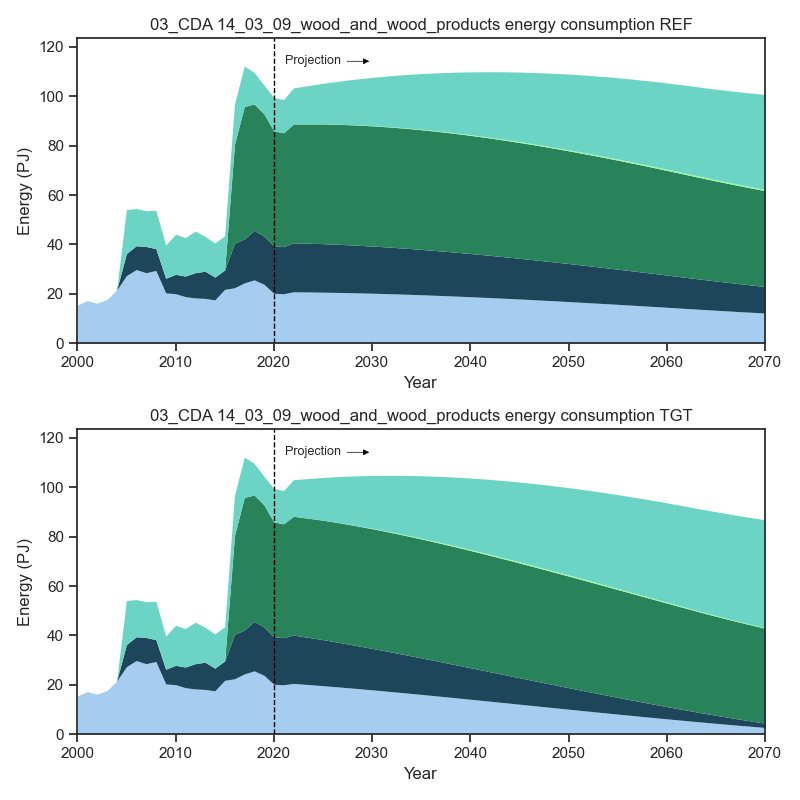 03_CDA 14_03_09_wood_and_wood_products energy consumption REF
120
100
80
60
40
20
0
Energy (PJ)
Projection
2000 2010 2020 2030 2040 2050 2060 2070
Year
03_CDA 14_03_09_wood_and_wood_products energy consumption TGT
120
100
80
60
40
20
0
Energy (PJ)
Projection
2000 2010 2020 2030 2040 2050 2060 2070
Year